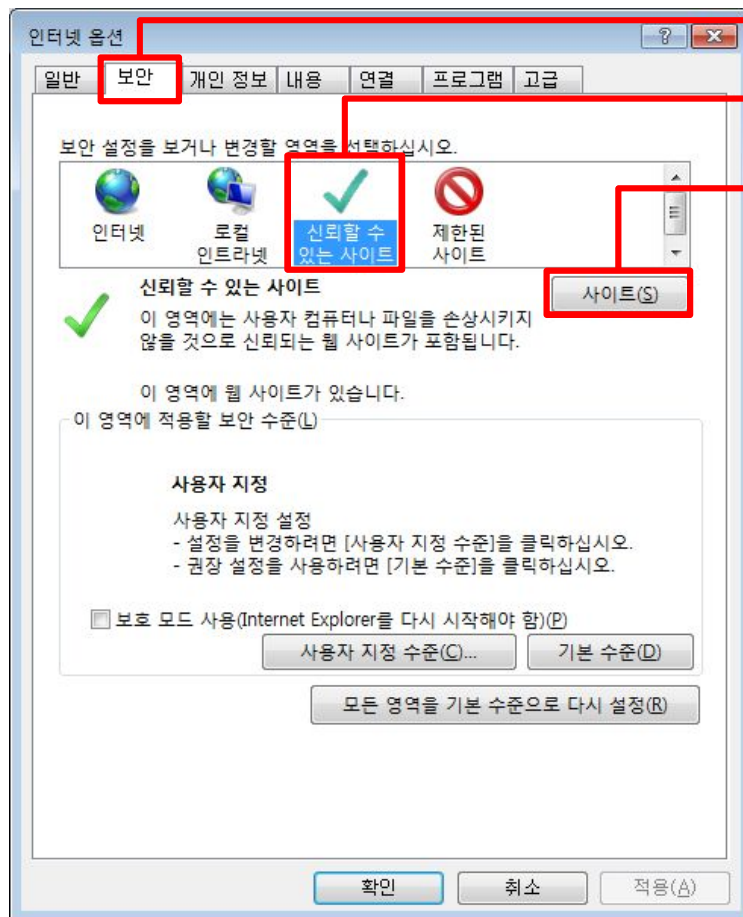 인터넷 옵션
일반 보안 개인 정보 내용 연결 프로그램 고급
보안 설정을 보거나 변경할 영역을 선택하십시오.
인터넷 로컬 신뢰할 수 제한된
인트라넷 있는 사이트 사이트
신뢰할 수 있는 사이트
사이트(S)
이 영역에는 사용자 컴퓨터나 파일을 손상시키지
않을 것으로 신뢰되는 웹 사이트가 포함됩니다.
이 영역에 웹 사이트가 있습니다.
이 영역에 적용할 보안 수준(L)
사용자 지정
사용자 지정 설정
- 설정을 변경하려면 [사용자 지정 수준]을 클릭하십시오.
- 권장 설정을 사용하려면 [기본 수준]을 클릭하십시오.
보호 모드 사용(Internet Explorer를 다시 시작해야 함)(P)
사용자 지정 수준(C)... 기본 수준(D)
모든 영역을 기본 수준으로 다시 설정(R)
확인 취소 적용(A)